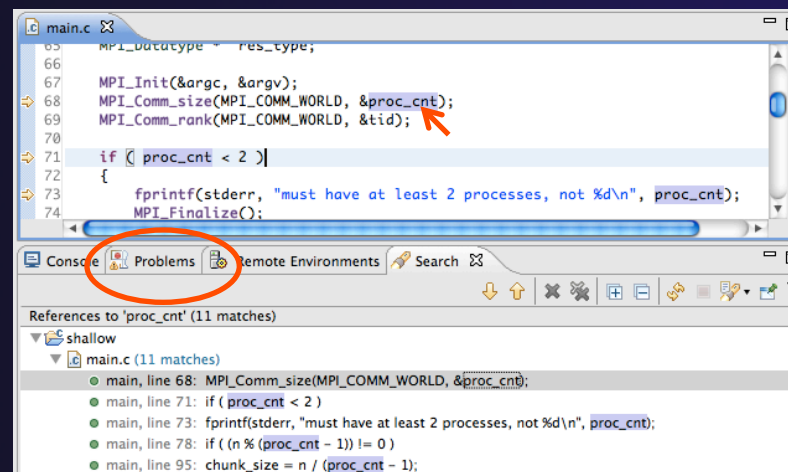 main.c
65 MPI_Datatype * res_type;
66
67 MPI_Init(&argc, &argv);
68 MPI_Comm_size(MPI_COMM_WORLD, &proc_cnt);
69 MPI_Comm_rank(MPI_COMM_WORLD, &tid);
70
71 if ( proc_cnt < 2 )
72 {
73 fprintf(stderr, "must have at least 2 processes, not %d\n", proc_cnt);
74 MPI_Finalize();
Console Problems Remote Environments Search
References to 'proc_cnt' (11 matches)
shallow
main.c (11 matches)
main, line 68: MPI_Comm_size(MPI_COMM_WORLD, &proc_cnt);
main, line 71: if ( proc_cnt < 2 )
main, line 73: fprintf(stderr, "must have at least 2 processes, not %d\n", proc_cnt);
main, line 78: if ( (n % (proc_cnt - 1)) != 0 )
main, line 95: chunk_size = n / (proc_cnt - 1);